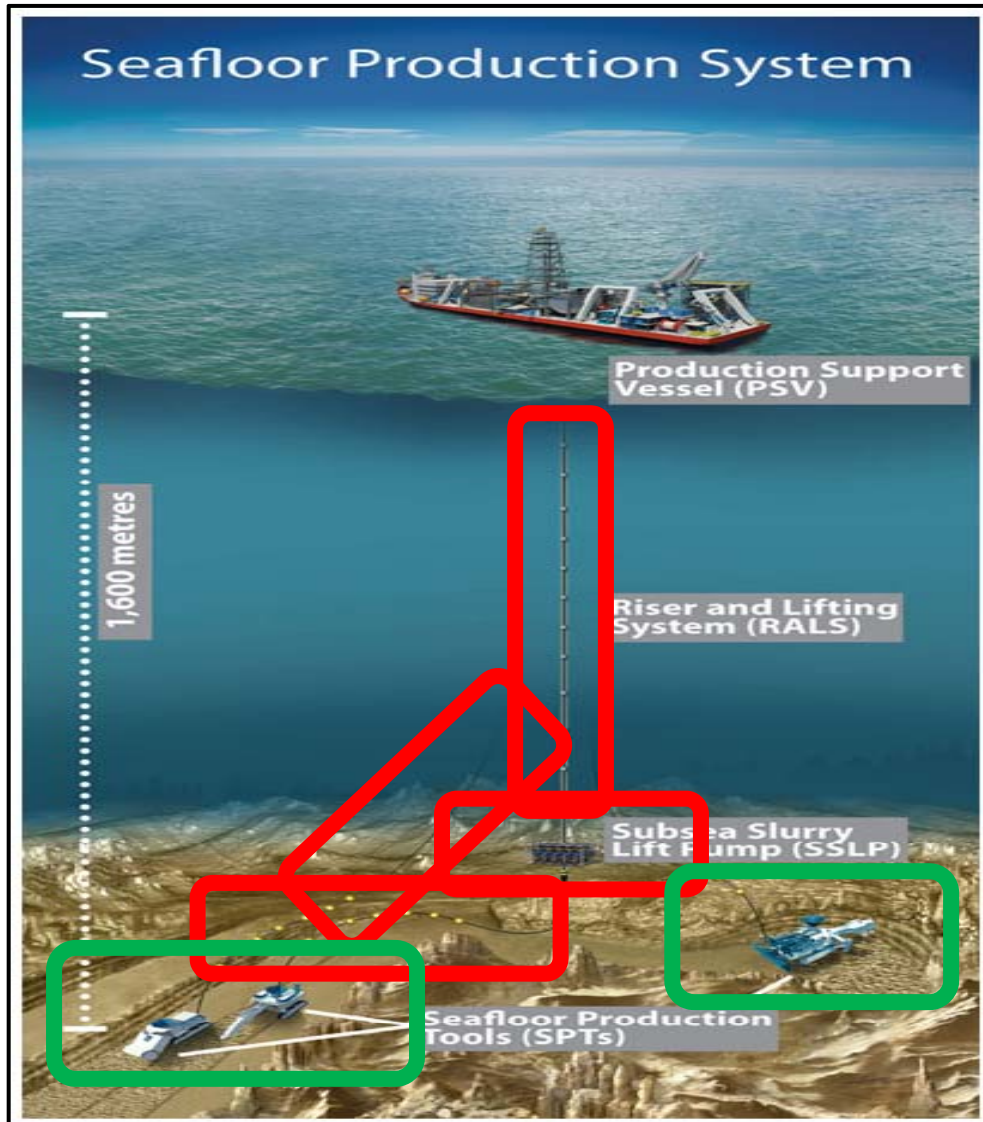 Seafloor Production System
Production Support
Vessel (PSV)
1,600 metres
Riser and Lifting
System (RALS)
Subsea Slurry
Lift Pump (SSLP)
Seafloor Production
Tools (SPTs)